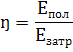 η = Eпол / Eзатр